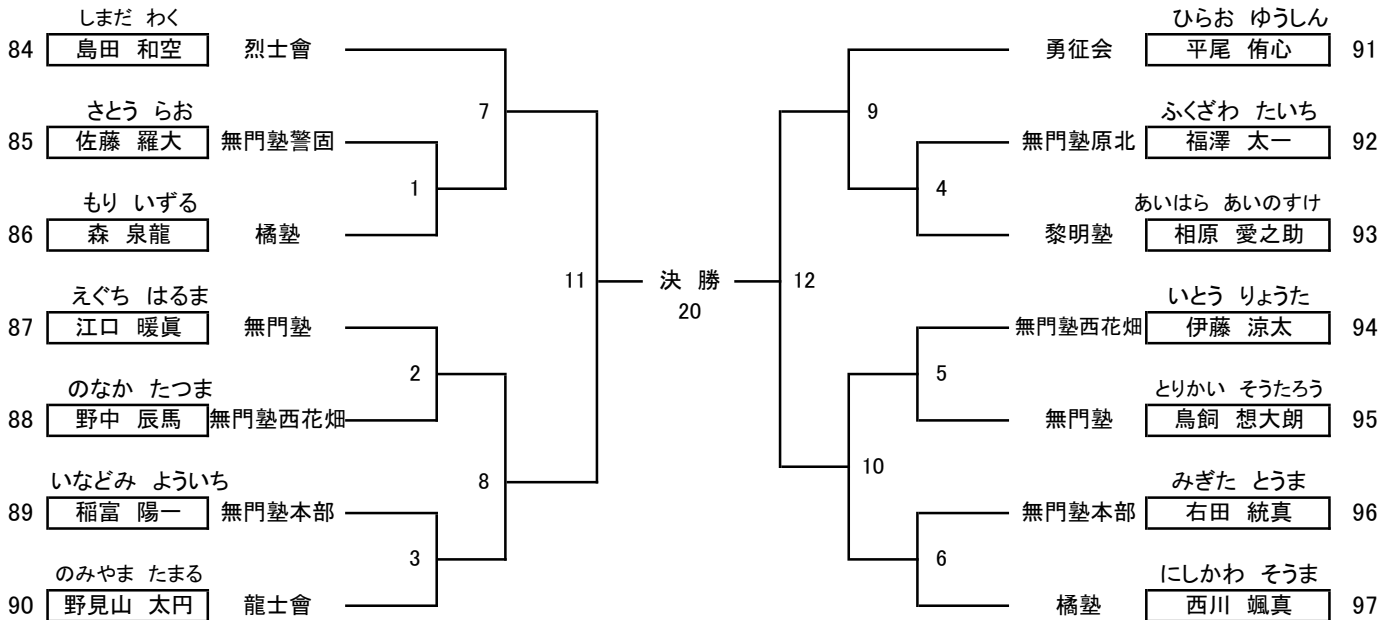 しまだ わく
84 島田 和空 烈士會
さとう らお
85 佐藤 羅大 無門塾警固
もり いずる
86 森 泉龍 橘塾
えぐち はるま
87 江口 暖眞 無門塾
のなか たつま
88 野中 辰馬 無門塾西花畑
いなどみ よういち
89 稲富 陽一 無門塾本部
のみやま たまる
90 野見山 太円 龍士會
7
1
11
2
8
3
決 勝
20
12
9
4
5
10
6
ひらお ゆうしん
勇征会 平尾 侑心 91
ふくざわ たいち
無門塾原北 福澤 太一 92
あいはら あいのすけ
黎明塾 相原 愛之助 93
いとう りょうた
無門塾西花畑 伊藤 涼太 94
とりかい そうたろう
無門塾 鳥飼 想大朗 95
みぎた とうま
無門塾本部 右田 統真 96
にしかわ そうま
橘塾 西川 颯真 97